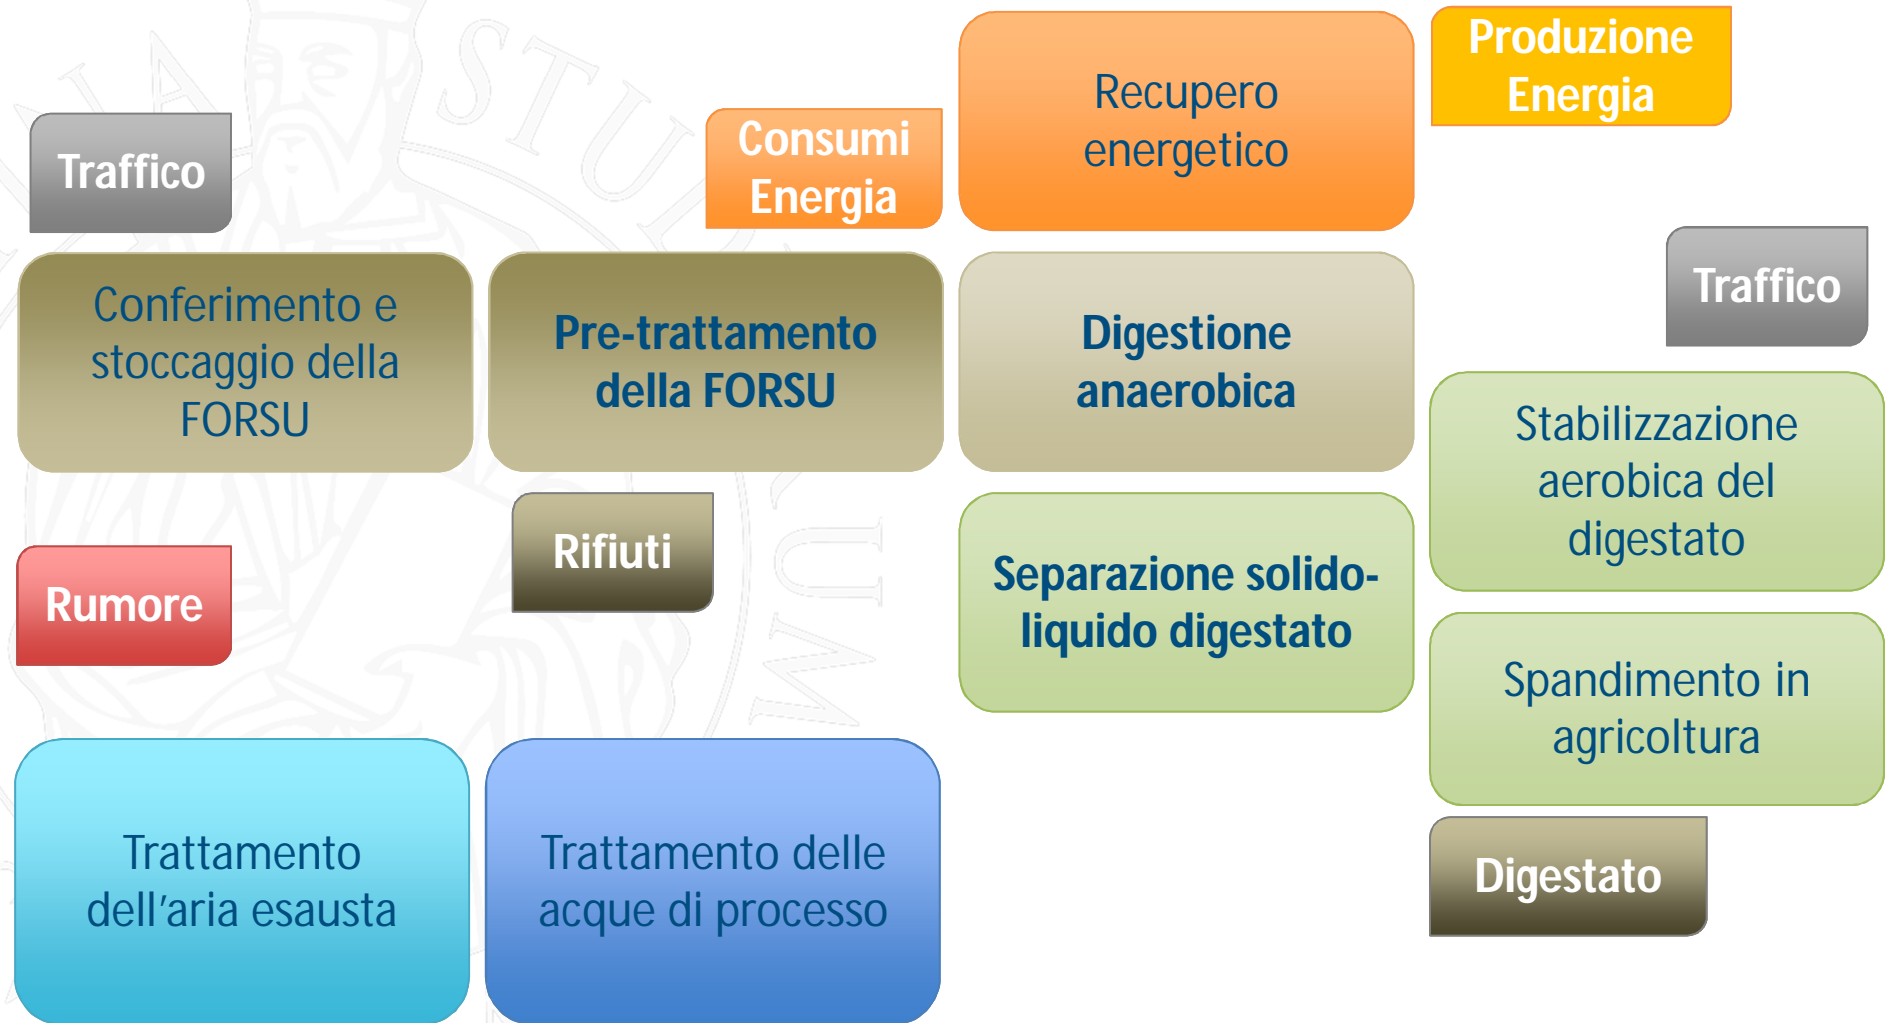 Traffico
Consumi
Energia
Recupero
energetico
Produzione
Energia
Traffico
Conferimento e
stoccaggio della
FORSU
Pre-trattamento
della FORSU
Digestione
anaerobica
Stabilizzazione
aerobica del
digestato
Rumore
Rifiuti
Separazione solido-
liquido digestato
Spandimento in
agricoltura
Trattamento
dell'aria esausta
Trattamento delle
acque di processo
Digestato